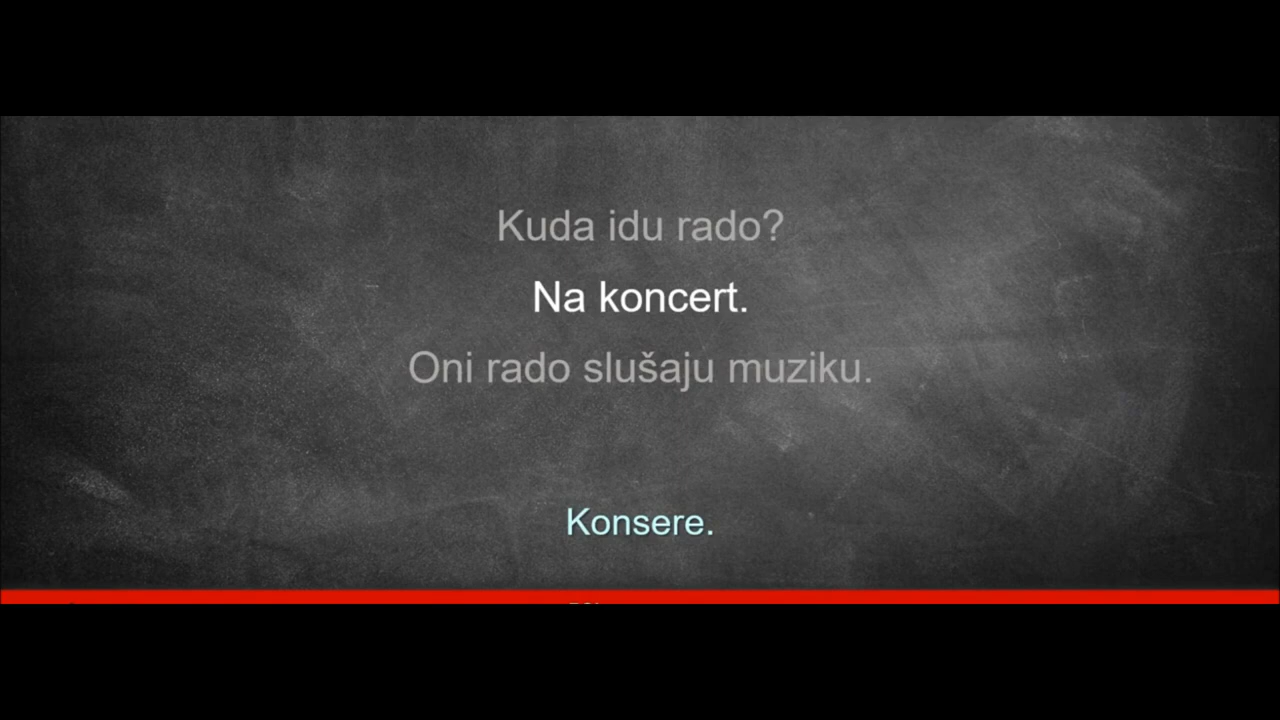 Kuda idu rado?
Na koncert.
Oni rado slušaju muziku.
Konsere.